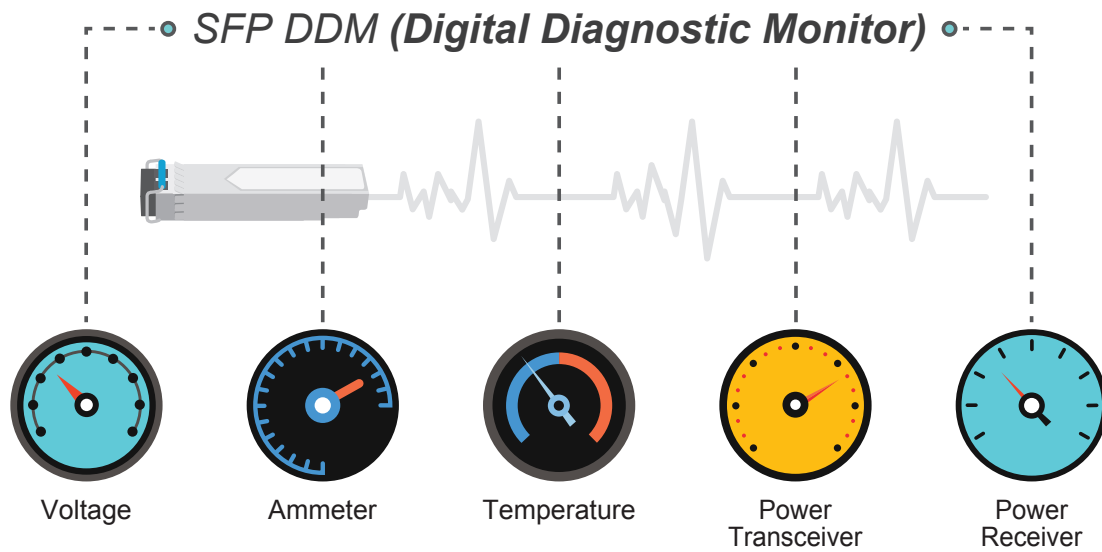 SFP DDM (Digital Diagnostic Monitor)
Voltage
Ammeter
Temperature
Power
Transceiver
Power
Receiver